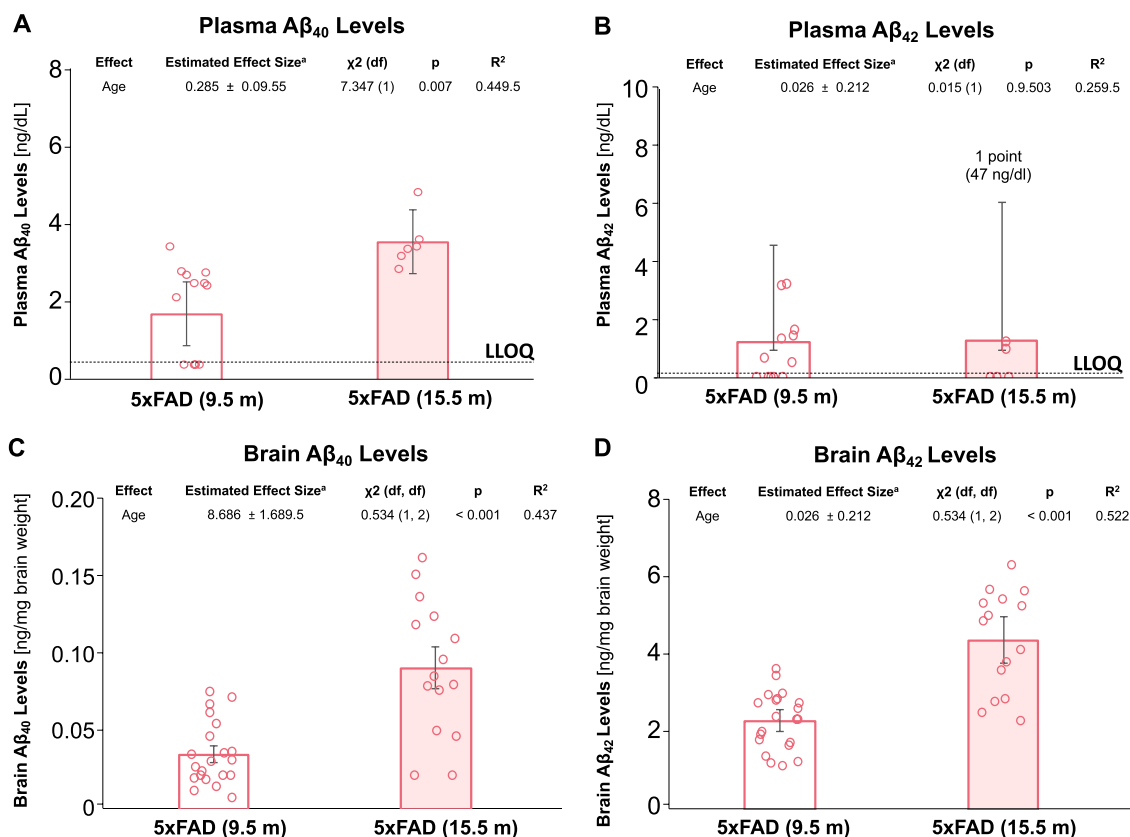 A
Plasma Aβ40 Levels
Effect Estimated Effect Sizeᵃ χ2 (df) p R²
Age 0.285 ± 0.09.55 7.347 (1) 0.007 0.449.5
Plasma Aβ40 Levels [ng/dL]
8
6
4
2
0
LLOQ
5xFAD (9.5 m) 5xFAD (15.5 m)
B
Plasma Aβ42 Levels
Effect Estimated Effect Sizeᵃ χ2 (df) p R²
Age 0.026 ± 0.212 0.015 (1) 0.9.503 0.259.5
Plasma Aβ42 Levels [ng/dL]
10
8
6
4
2
0
1 point
(47 ng/dl)
LLOQ
5xFAD (9.5 m) 5xFAD (15.5 m)
C
Brain Aβ40 Levels
Effect Estimated Effect Sizeᵃ χ2 (df, df) p R²
Age 8.686 ± 1.689.5 0.534 (1, 2) < 0.001 0.437
Brain Aβ40 Levels [ng/mg brain weight]
0.20
0.15
0.10
0.05
0
5xFAD (9.5 m) 5xFAD (15.5 m)
D
Brain Aβ42 Levels
Effect Estimated Effect Sizeᵃ χ2 (df, df) p R²
Age 0.026 ± 0.212 0.534 (1, 2) < 0.001 0.522
Brain Aβ42 Levels [ng/mg brain weight]
8
6
4
2
0
5xFAD (9.5 m) 5xFAD (15.5 m)